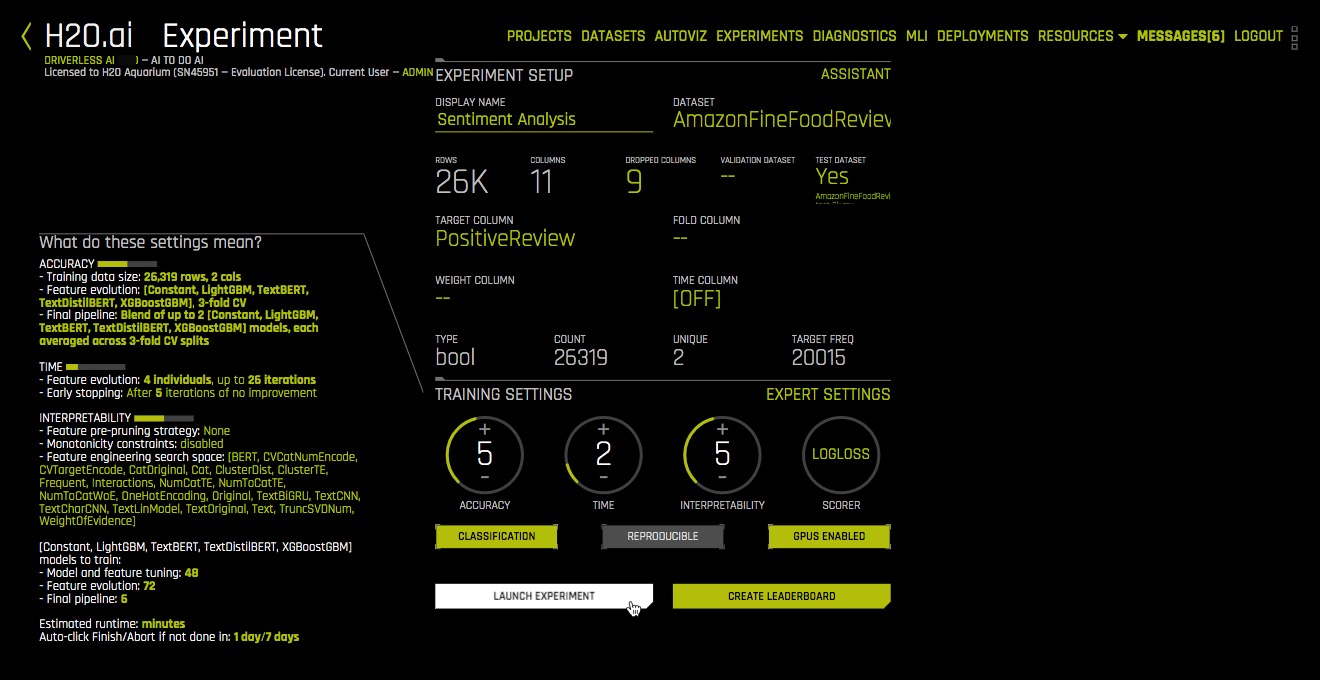 H2O.ai Experiment
PROJECTS DATASETS AUTOVIZ EXPERIMENTS DIAGNOSTICS MLI DEPLOYMENTS RESOURCES MESSAGES[6] LOGOUT
DRIVERLESS AI ) – AI TO DO AI
Licensed to H2O Aquarium (SN45951 – Evaluation License). Current User – ADMIN
EXPERIMENT SETUP
ASSISTANT
DISPLAY NAME
Sentiment Analysis
DATASET
AmazonFineFoodReview
ROWS
26K
COLUMNS
11
DROPPED COLUMNS
9
VALIDATION DATASET
--
TEST DATASET
Yes
AmazonFineFoodRevi
TARGET COLUMN
PositiveReview
FOLD COLUMN
--
WEIGHT COLUMN
--
TIME COLUMN
[OFF]
TYPE
bool
COUNT
26319
UNIQUE
2
TARGET FREQ
20015
What do these settings mean?
ACCURACY
- Training data size: 26,319 rows, 2 cols
- Feature evolution: [Constant, LightGBM, TextBERT,
TextDistilBERT, XGBoostGBM], 3-fold CV
- Final pipeline: Blend of up to 2 [Constant, LightGBM,
TextBERT, TextDistilBERT, XGBoostGBM] models, each
averaged across 3-fold CV splits
TIME
- Feature evolution: 4 individuals, up to 26 iterations
- Early stopping: After 5 iterations of no improvement
INTERPRETABILITY
- Feature pre-pruning strategy: None
- Monotonicity constraints: disabled
- Feature engineering search space: [BERT, CVCatNumEncode,
CVTargetEncode, CatOriginal, Cat, ClusterDist, ClusterTE,
Frequent, Interactions, NumCatTE, NumToCatTE,
NumToCatWoE, OneHotEncoding, Original, TextBiGRU, TextCNN,
TextCharCNN, TextLinModel, TextOriginal, Text, TruncSVDNum,
WeightOfEvidence]
[Constant, LightGBM, TextBERT, TextDistilBERT, XGBoostGBM]
models to train:
- Model and feature tuning: 48
- Feature evolution: 72
- Final pipeline: 6
Estimated runtime: minutes
Auto-click Finish/Abort if not done in: 1 day/7 days
TRAINING SETTINGS
EXPERT SETTINGS
+
5
–
ACCURACY
+
2
–
TIME
+
5
–
INTERPRETABILITY
LOGLOSS
SCORER
CLASSIFICATION
REPRODUCIBLE
GPUS ENABLED
LAUNCH EXPERIMENT
CREATE LEADERBOARD